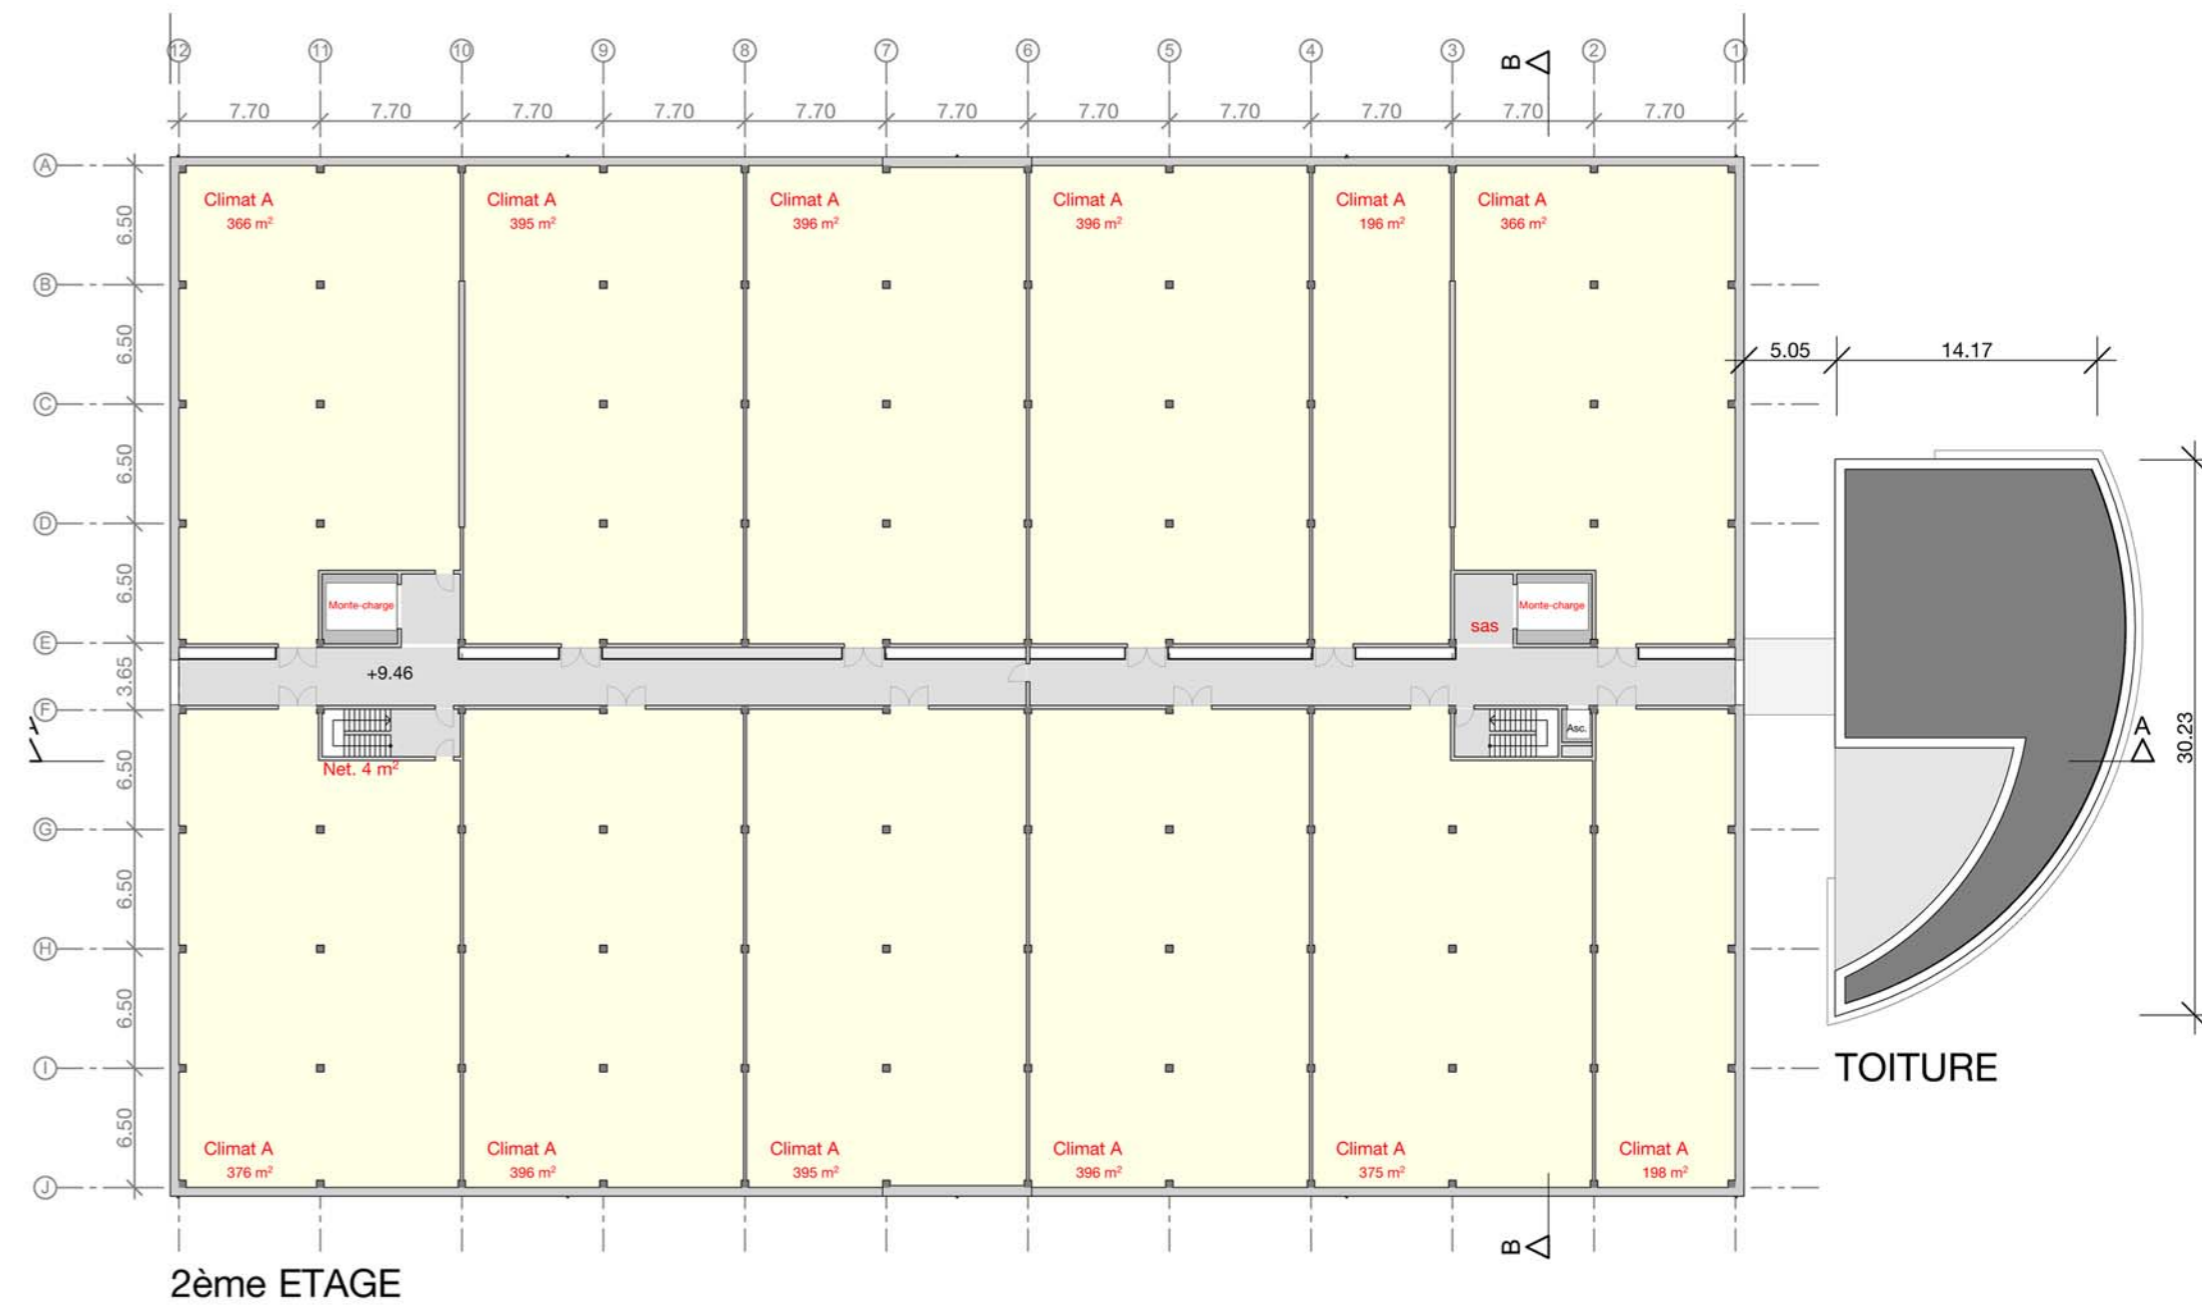 12 11 10 9 8 7 6 5 4 3 2 1
B
7.70 7.70 7.70 7.70 7.70 7.70 7.70 7.70 7.70 7.70 7.70
A
Climat A Climat A Climat A Climat A Climat A Climat A
366 m² 395 m² 396 m² 396 m² 196 m² 366 m²
6.50
B
6.50
5.05 14.17
C
6.50
D
6.50
Monte-charge Monte-charge
sas
E
3.65
+9.46
F
Asc.
A
A
30.23
6.50
Net. 4 m²
G
6.50
H
6.50
I
TOITURE
6.50
Climat A Climat A Climat A Climat A Climat A Climat A
376 m² 396 m² 395 m² 396 m² 375 m² 198 m²
J
B
2ème ETAGE